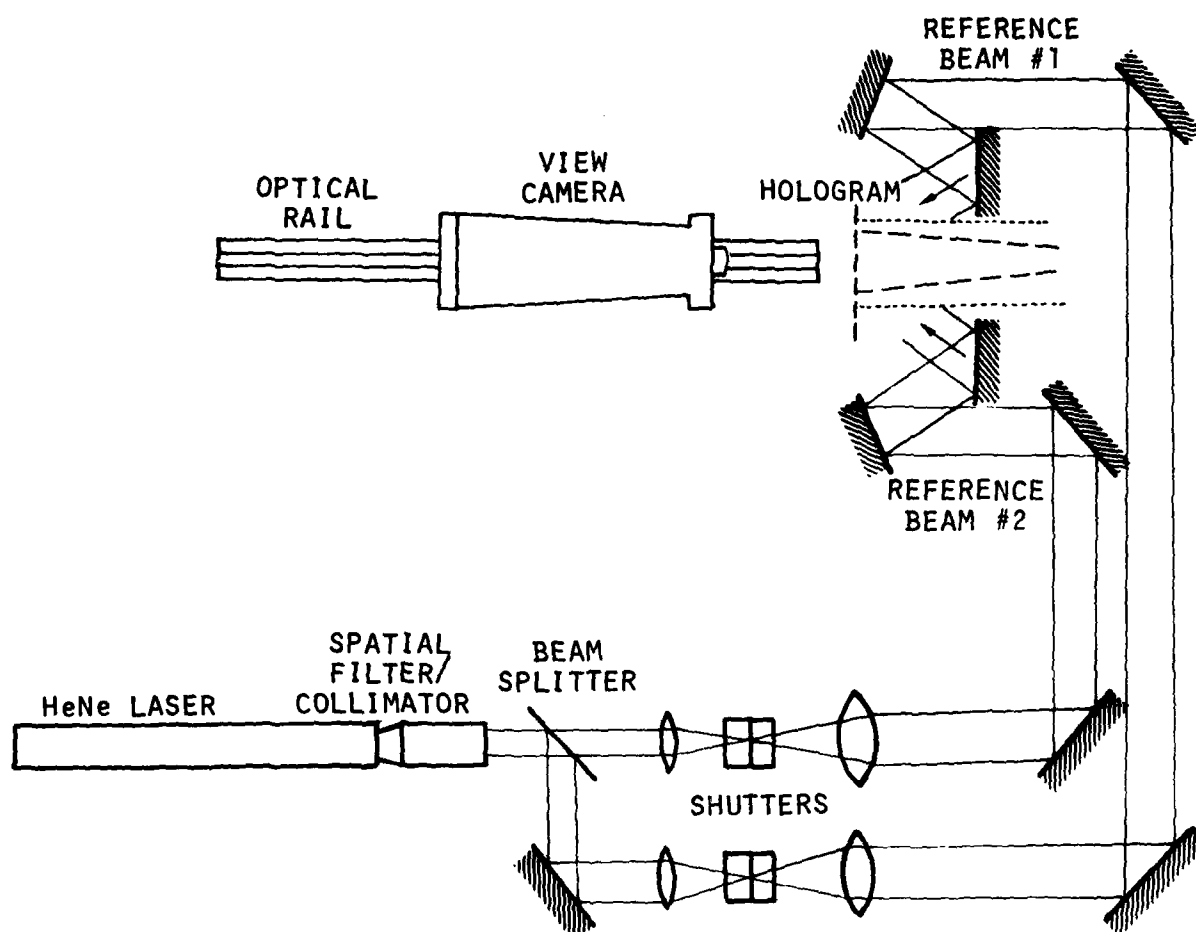 REFERENCE
BEAM #1
VIEW
CAMERA
OPTICAL
RAIL
HOLOGRAM
REFERENCE
BEAM #2
SPATIAL
FILTER/
COLLIMATOR
BEAM
SPLITTER
HeNe LASER
SHUTTERS